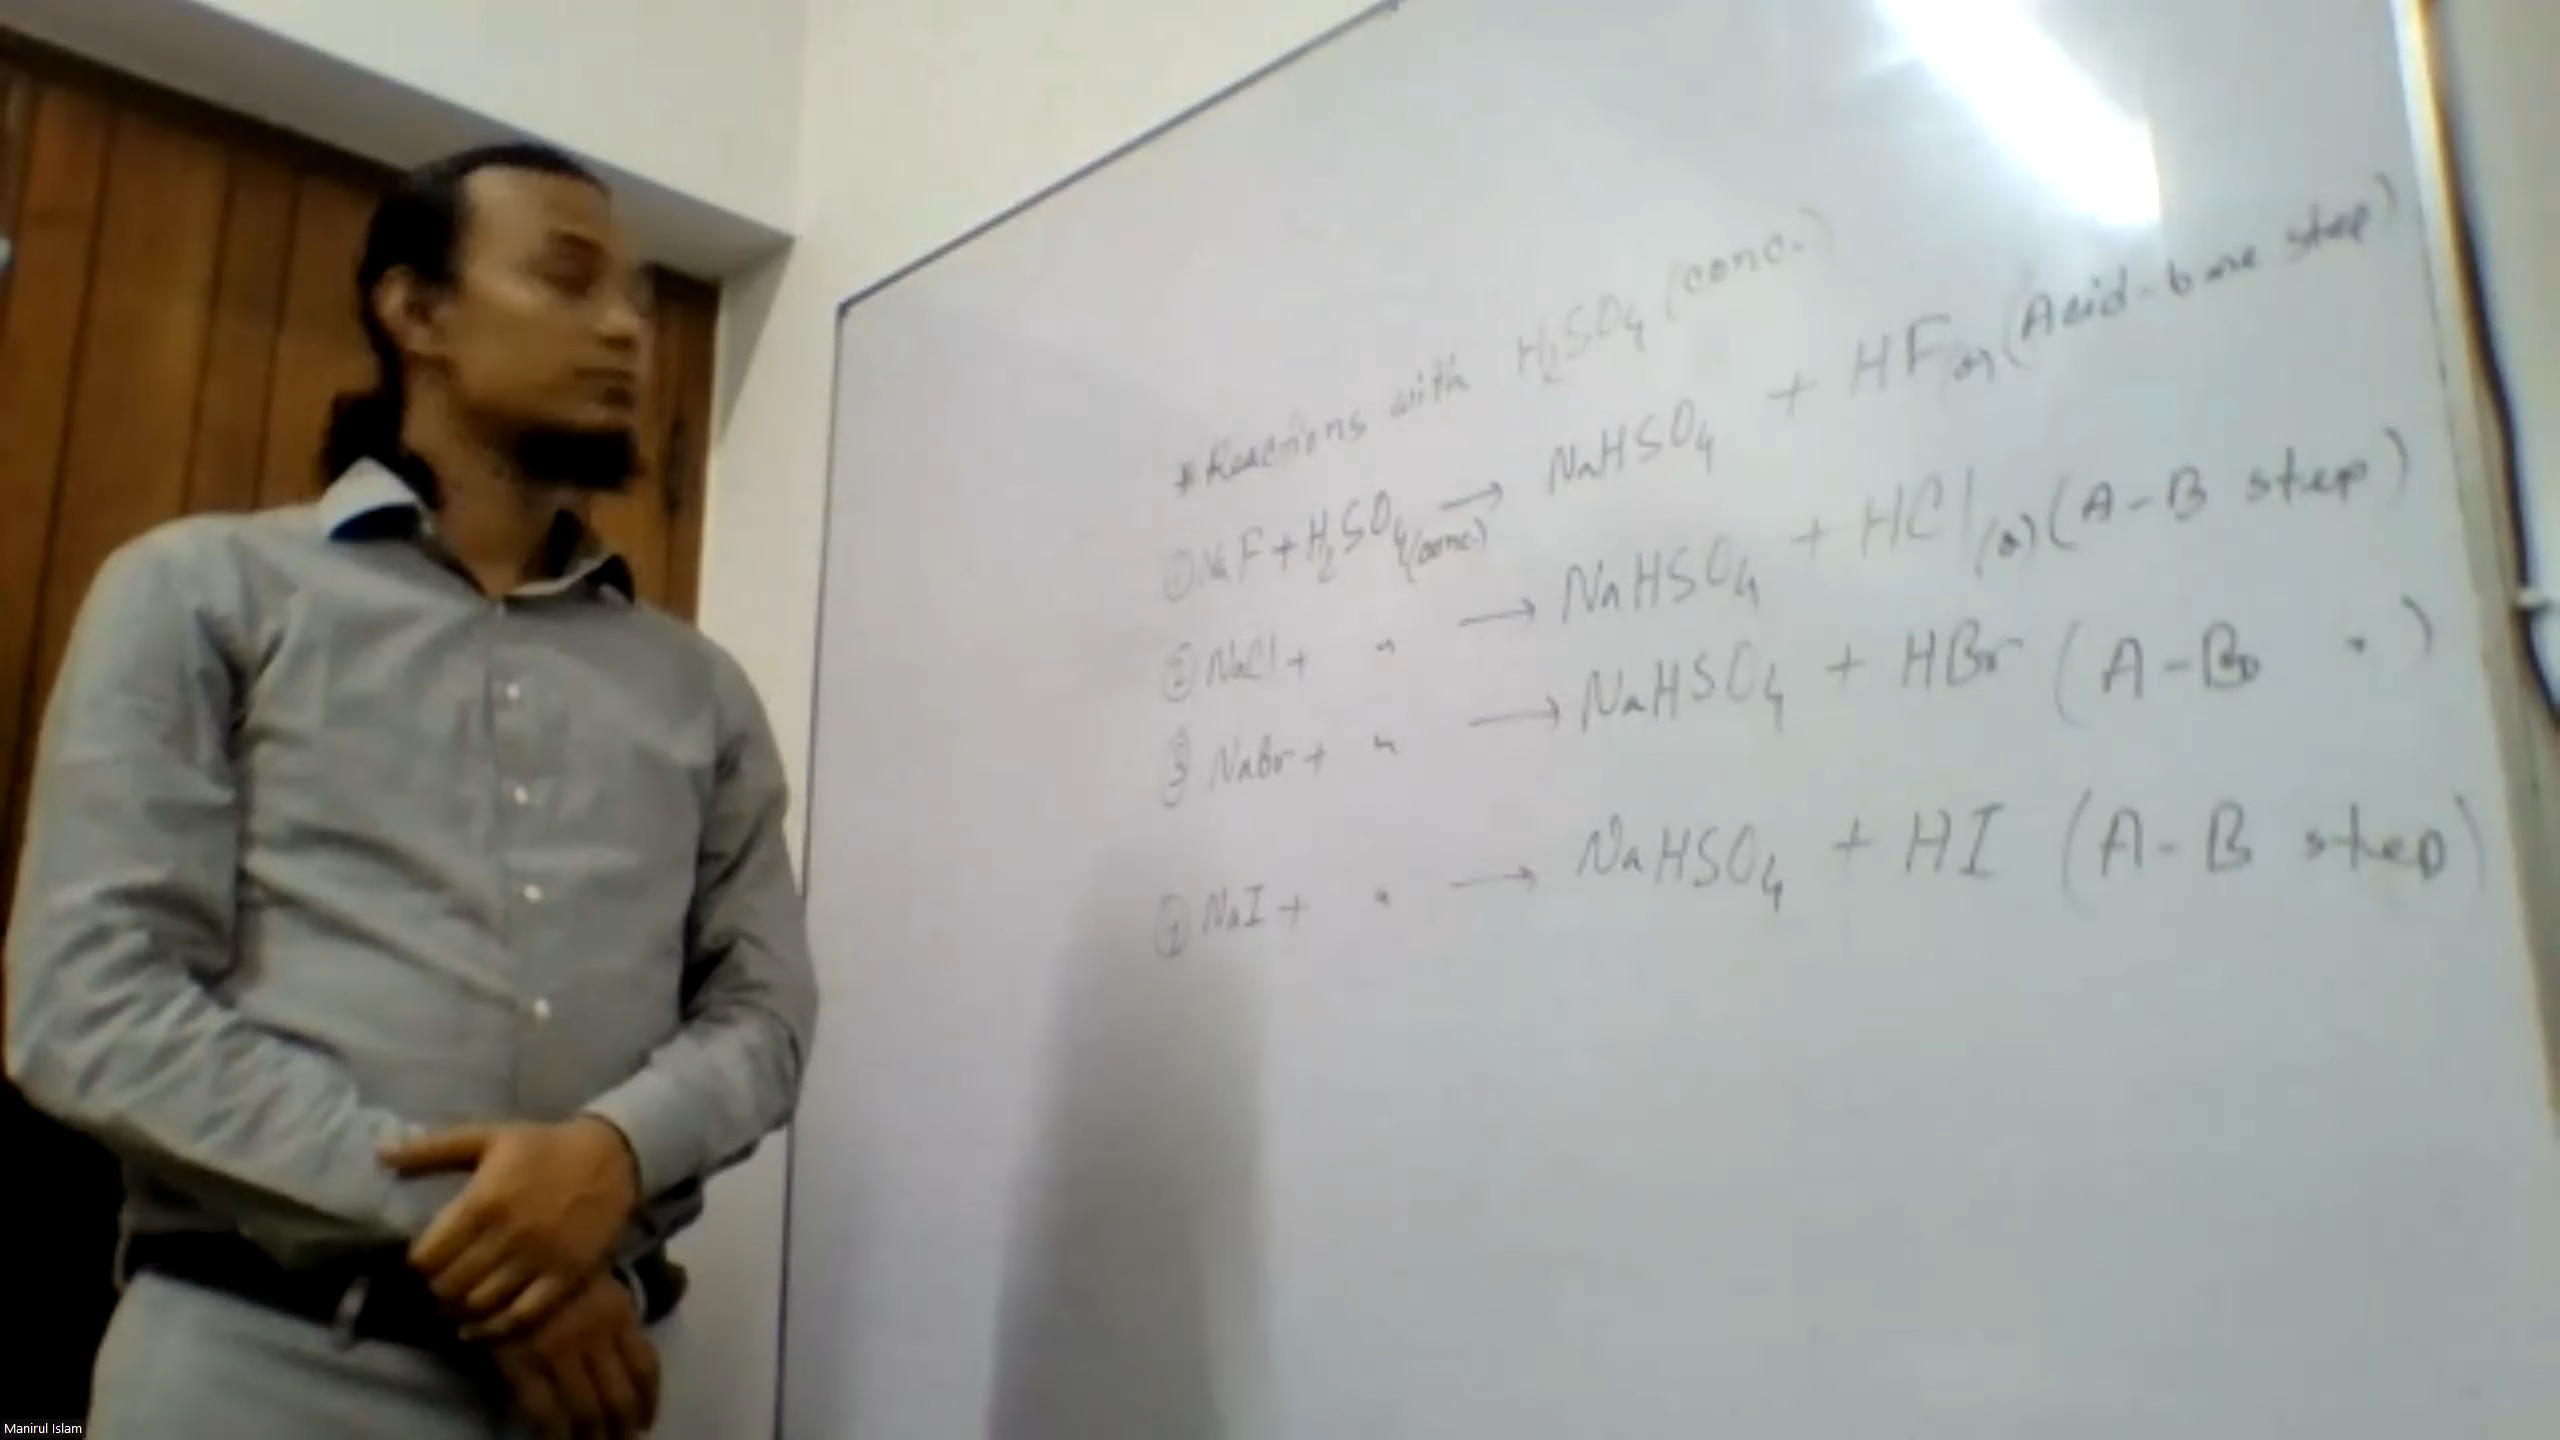 * Reactions with H₂SO₄ (conc.)
① NaF + H₂SO₄(conc.) → NaHSO₄ + HF(g) (Acid-base step)
② NaCl + " → NaHSO₄ + HCl(g) (A-B step)
③ NaBr + " → NaHSO₄ + HBr (A-B ")
④ NaI + " → NaHSO₄ + HI (A-B step)
Manirul Islam